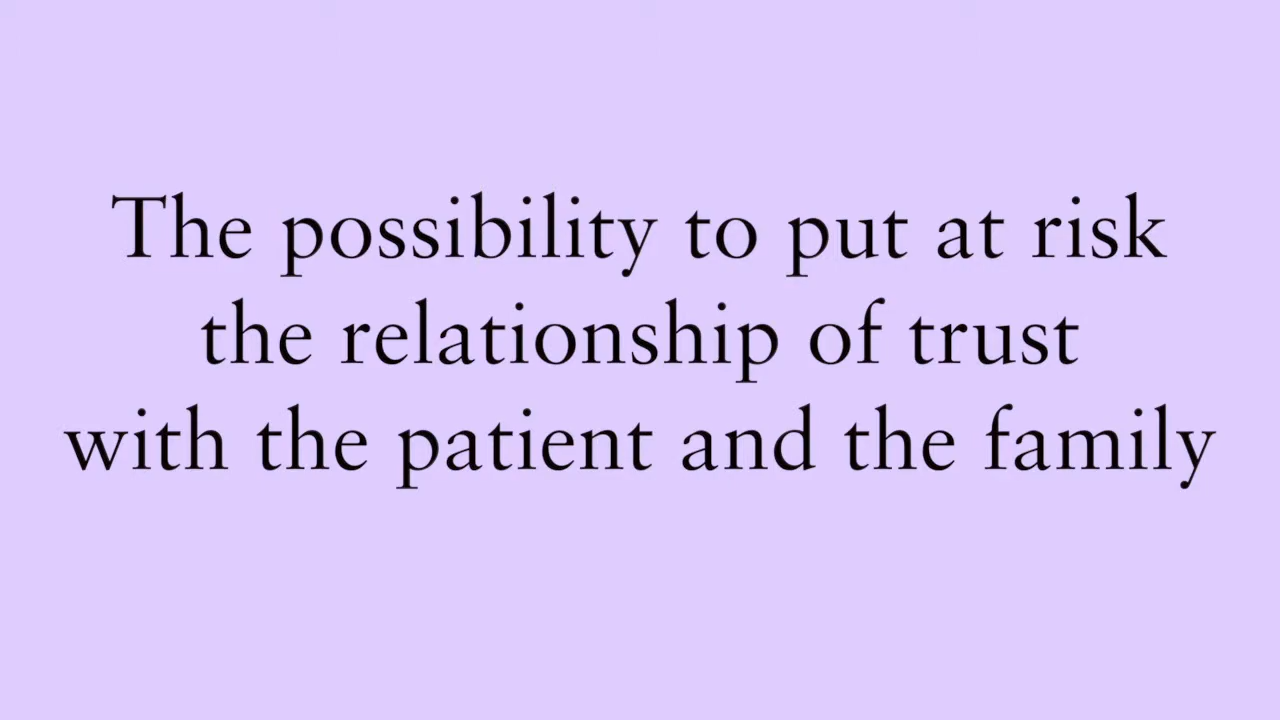 The possibility to put at risk
the relationship of trust
with the patient and the family